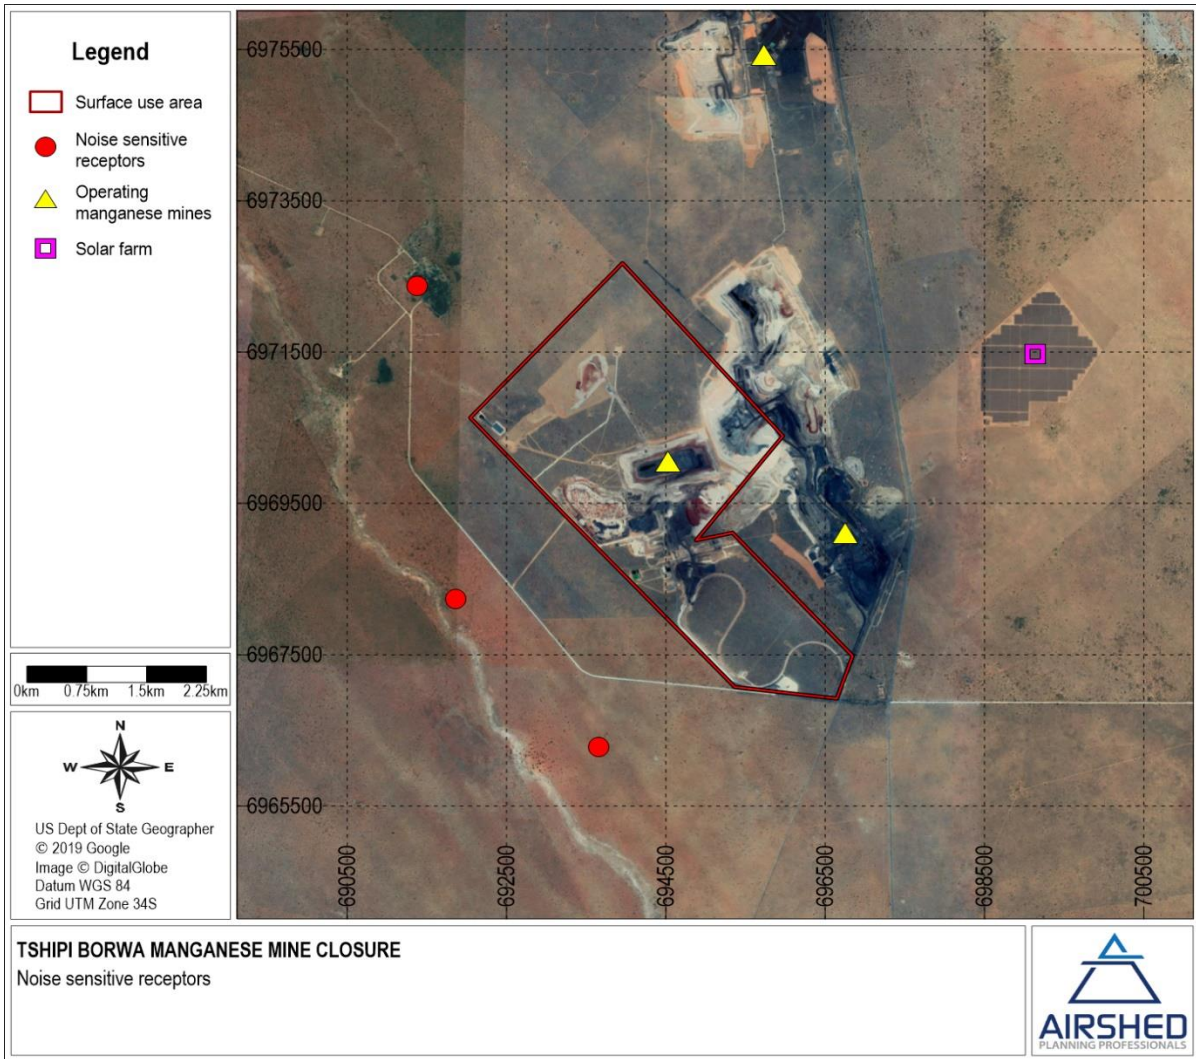 Legend
Surface use area
Noise sensitive
receptors
Operating
manganese mines
Solar farm
0km 0.75km 1.5km 2.25km
N
W E
S
US Dept of State Geographer
© 2019 Google
Image © DigitalGlobe
Datum WGS 84
Grid UTM Zone 34S
6975500
6973500
6971500
6969500
6967500
6965500
690500
692500
694500
696500
698500
700500
TSHIPI BORWA MANGANESE MINE CLOSURE
Noise sensitive receptors
AIRSHED
PLANNING PROFESSIONALS